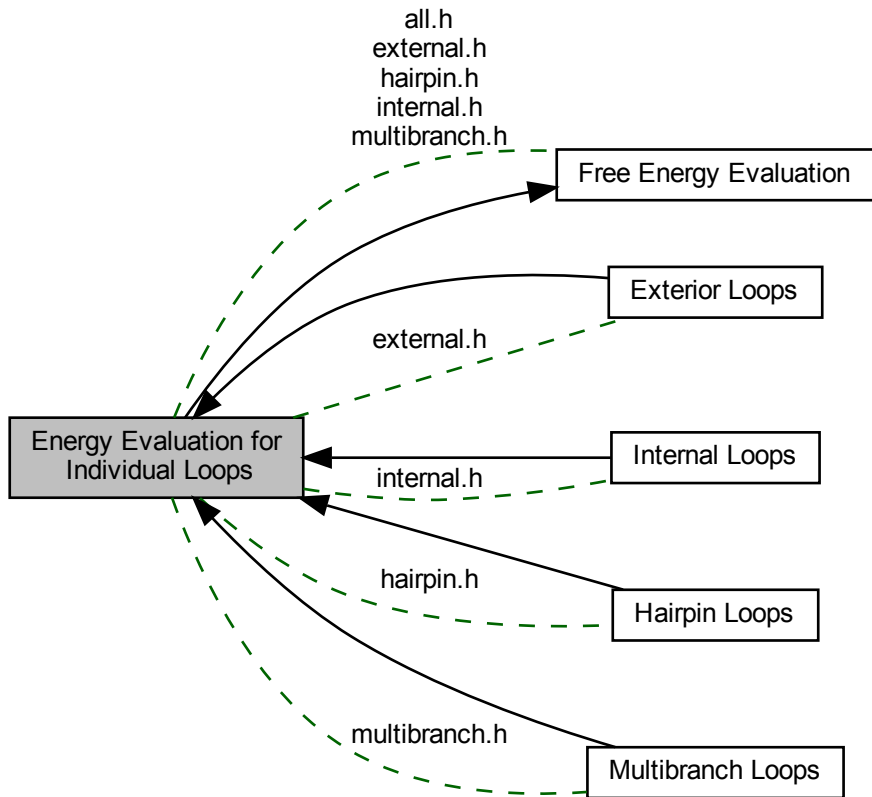 all.h
external.h
hairpin.h
internal.h
multibranch.h
Free Energy Evaluation
Exterior Loops
external.h
Energy Evaluation for
Individual Loops
Internal Loops
internal.h
hairpin.h
Hairpin Loops
multibranch.h
Multibranch Loops